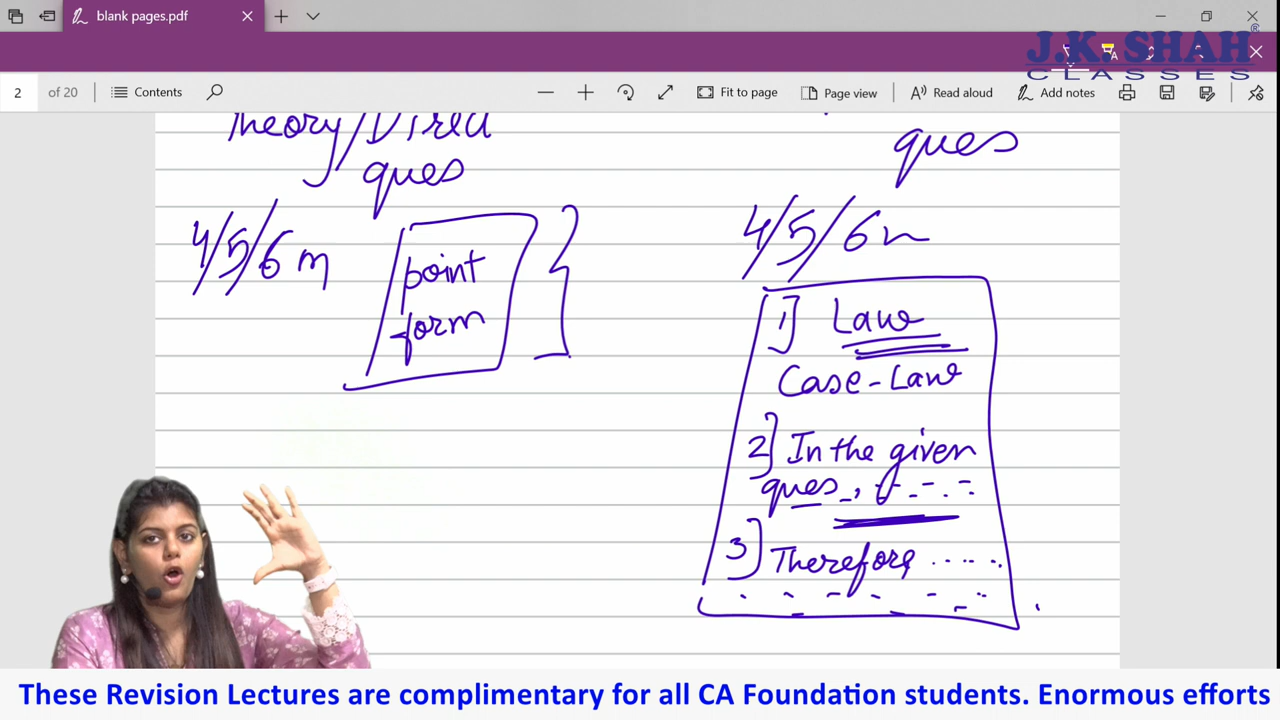 blank pages.pdf
J.K. SHAH®
CLASSES
2 of 20
Contents
Fit to page
Page view
Read aloud
Add notes
Theory/Direct
ques
4/5/6 m
point
form
ques
4/5/6 m
1] Law
Case-Law
2] In the given
ques,
3] Therefore .....
These Revision Lectures are complimentary for all CA Foundation students. Enormous efforts